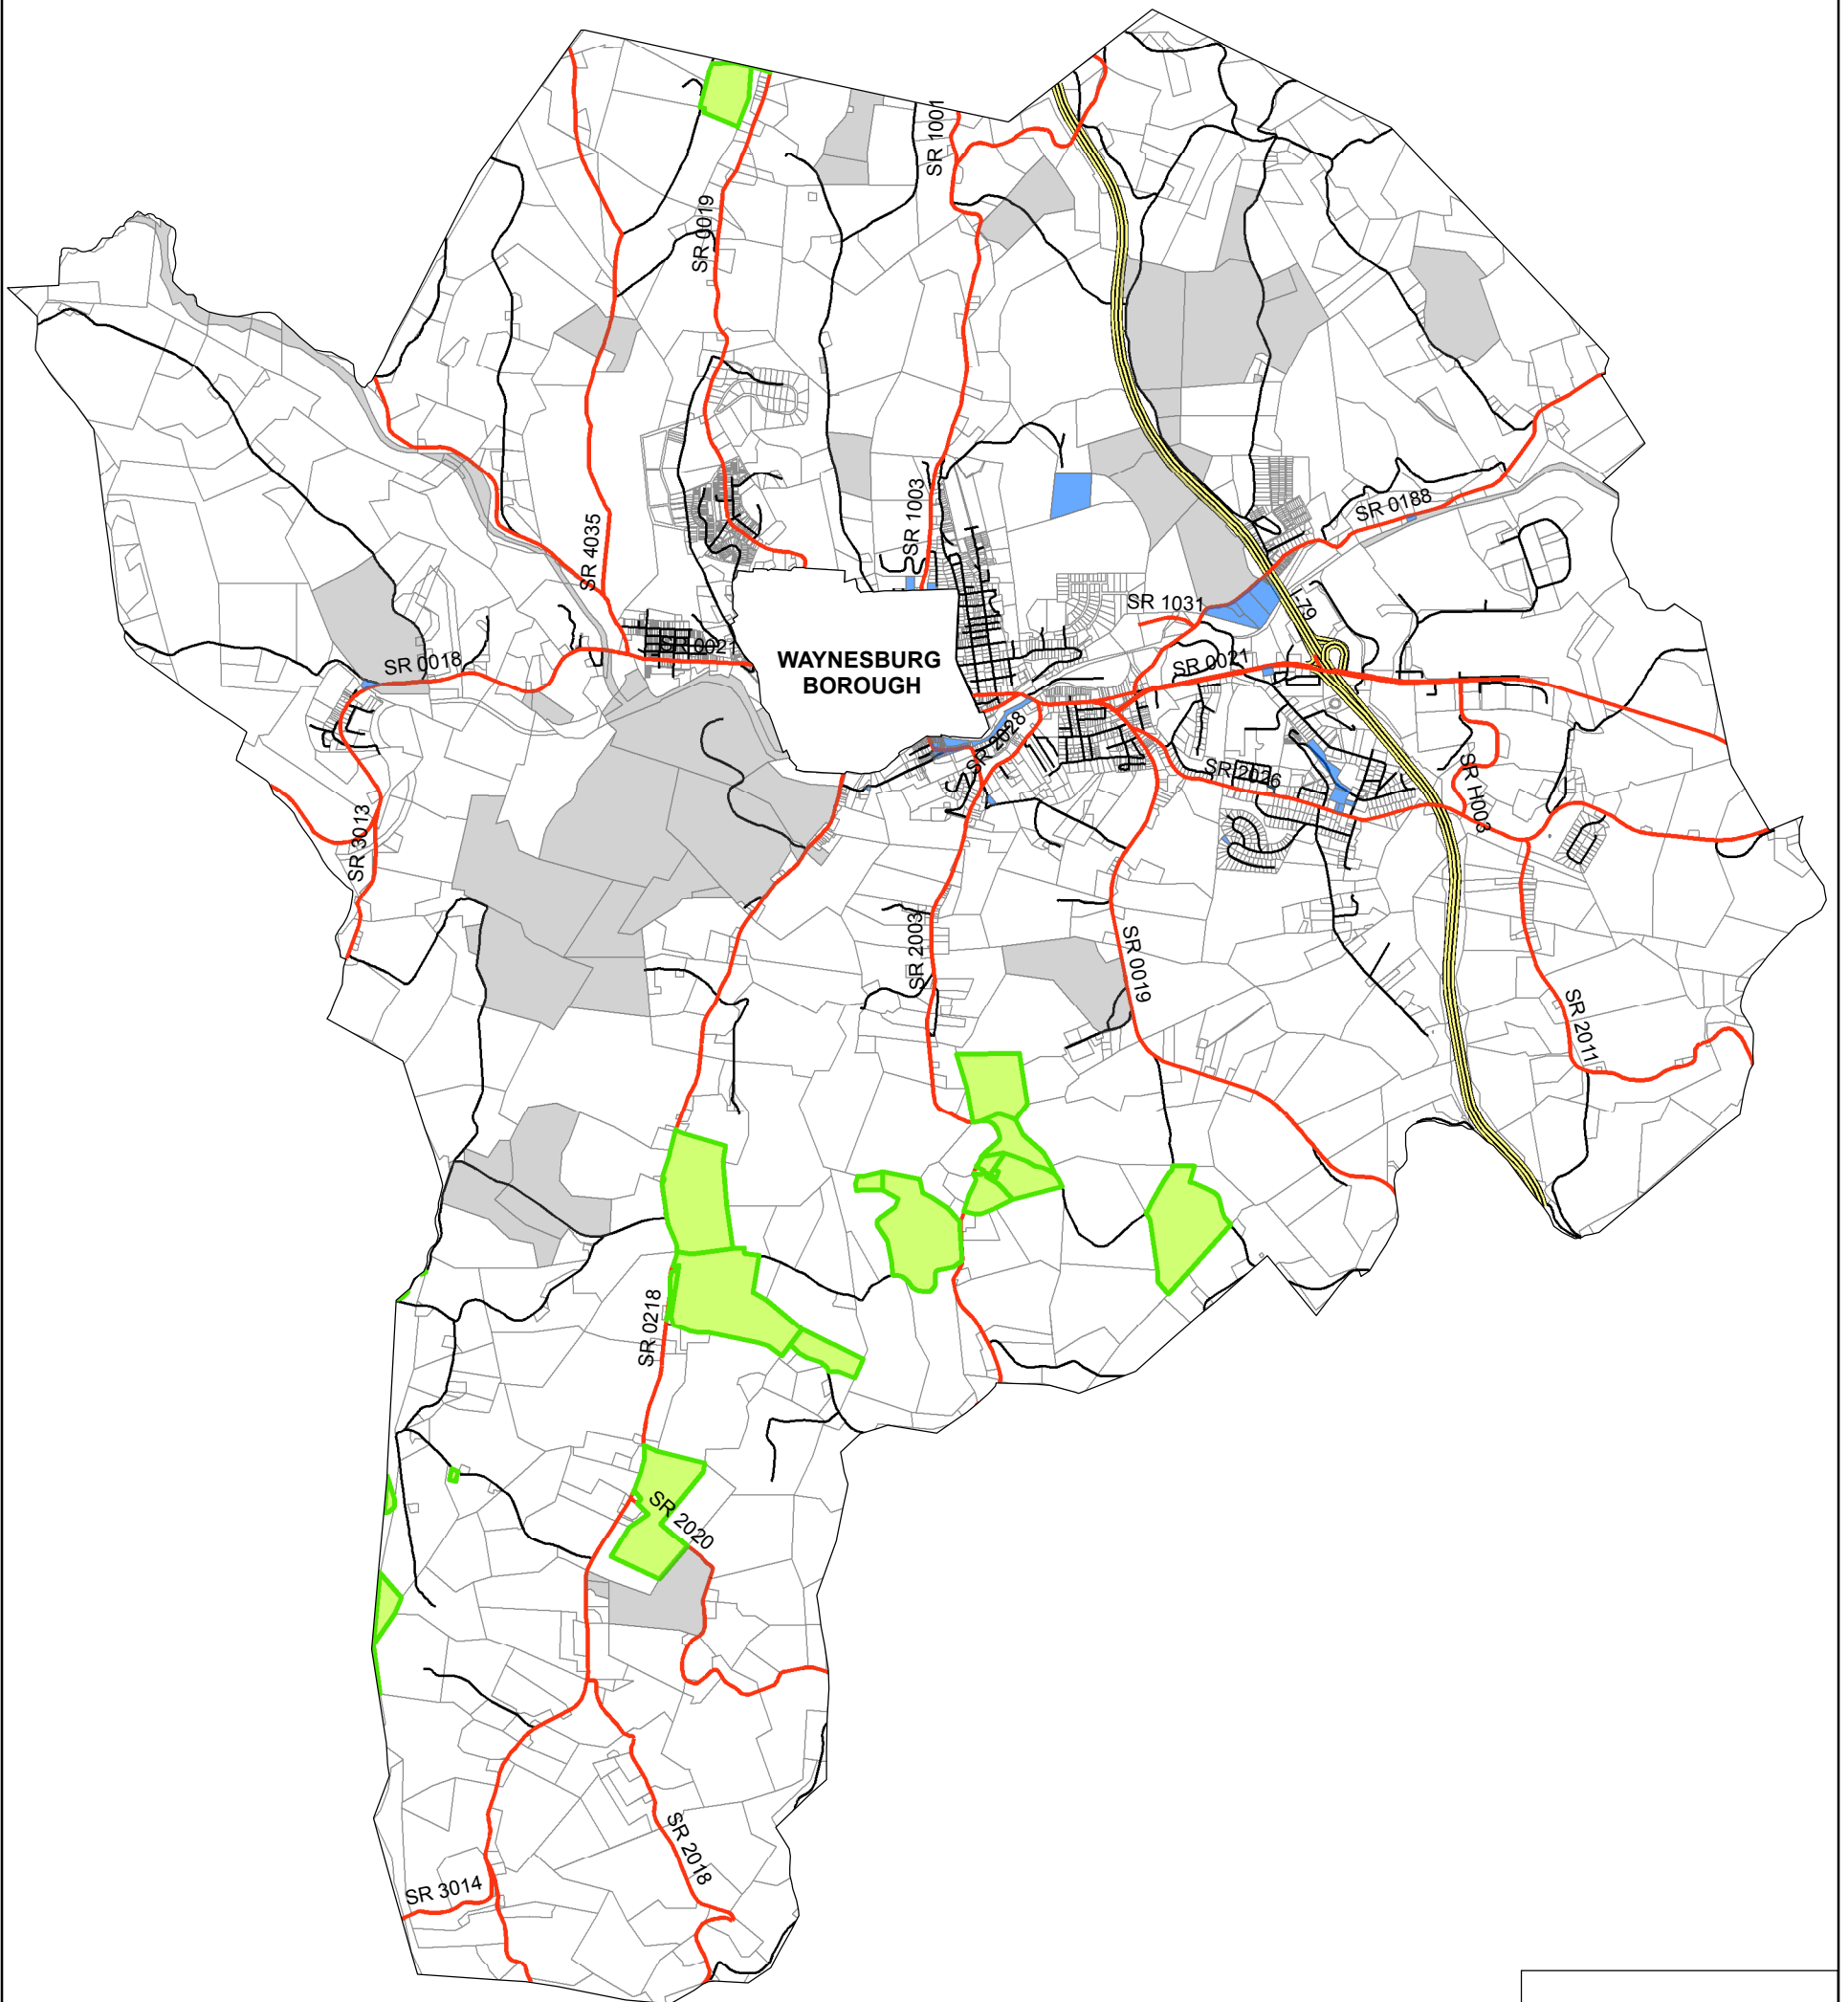 SR 1001
SR 0019
SR 1003
SR 0188
SR 4035
SR 1031
I-79
SR 0021
WAYNESBURG
BOROUGH
SR 0018
SR 0021
SR 2028
SR 2026
SR H003
SR 3013
SR 2003
SR 0019
SR 2011
SR 0218
SR 2020
SR 2018
SR 3014